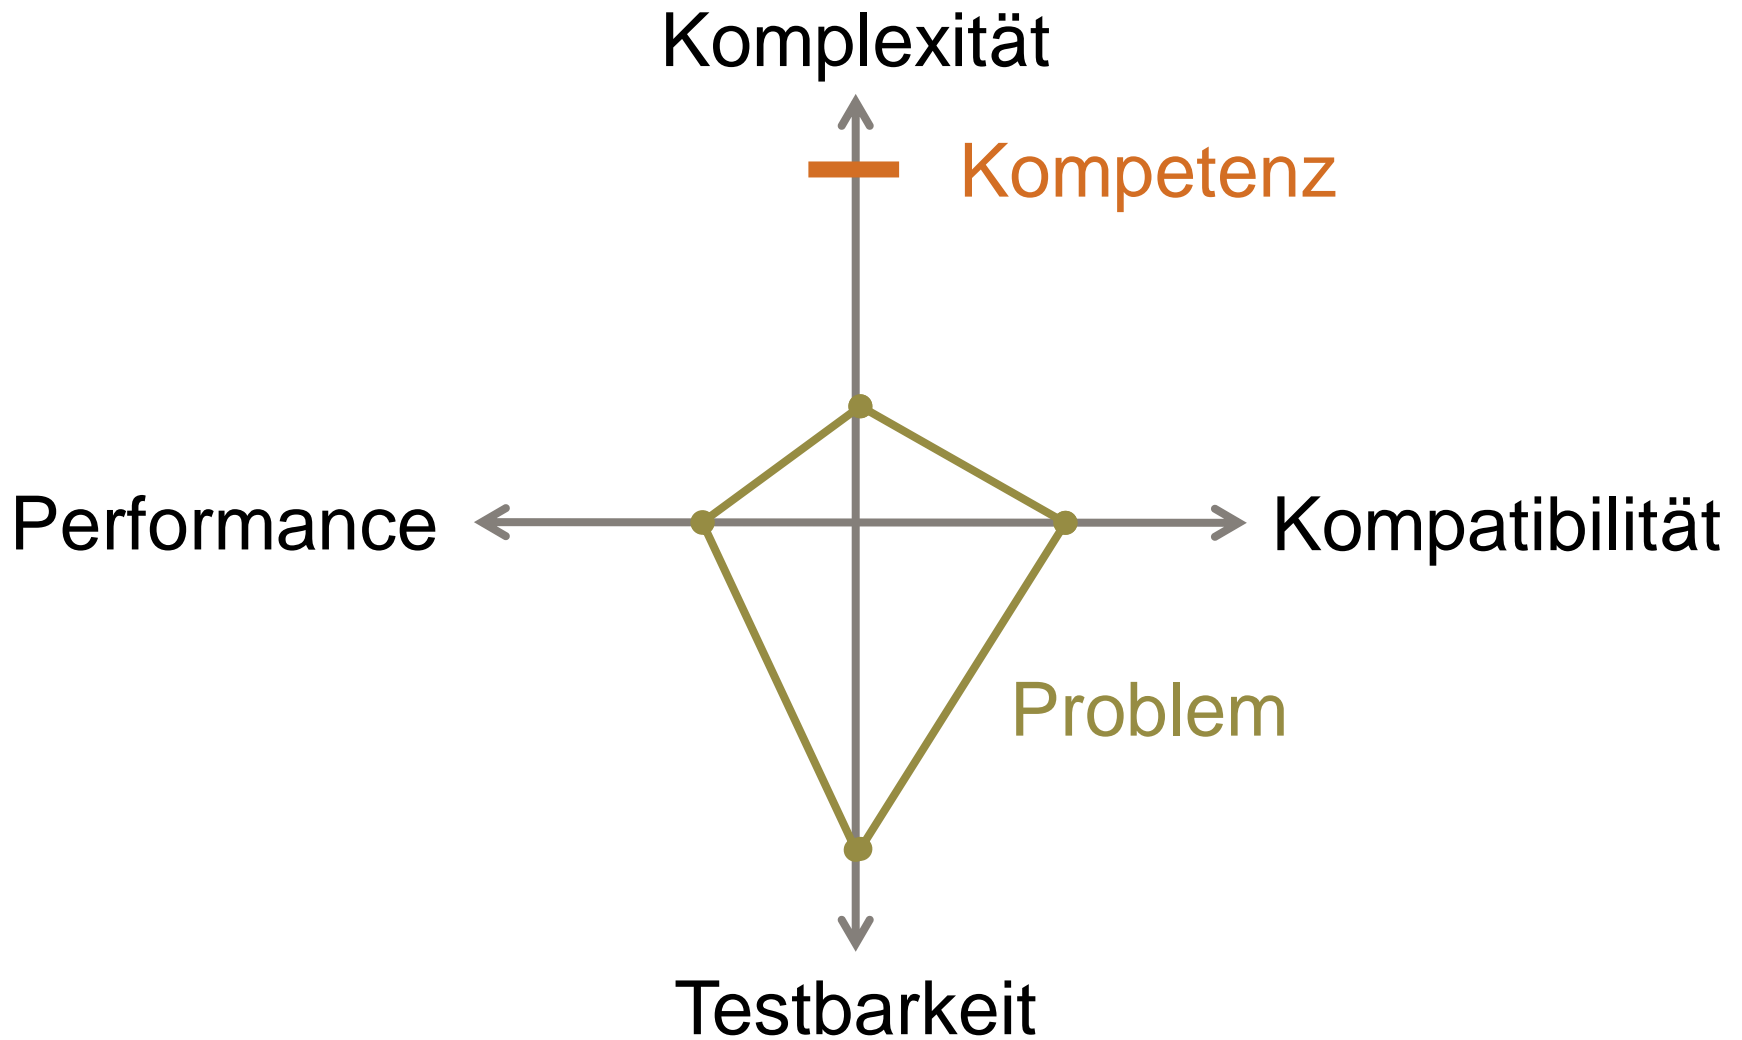 Komplexität
Kompetenz
Performance
Kompatibilität
Problem
Testbarkeit